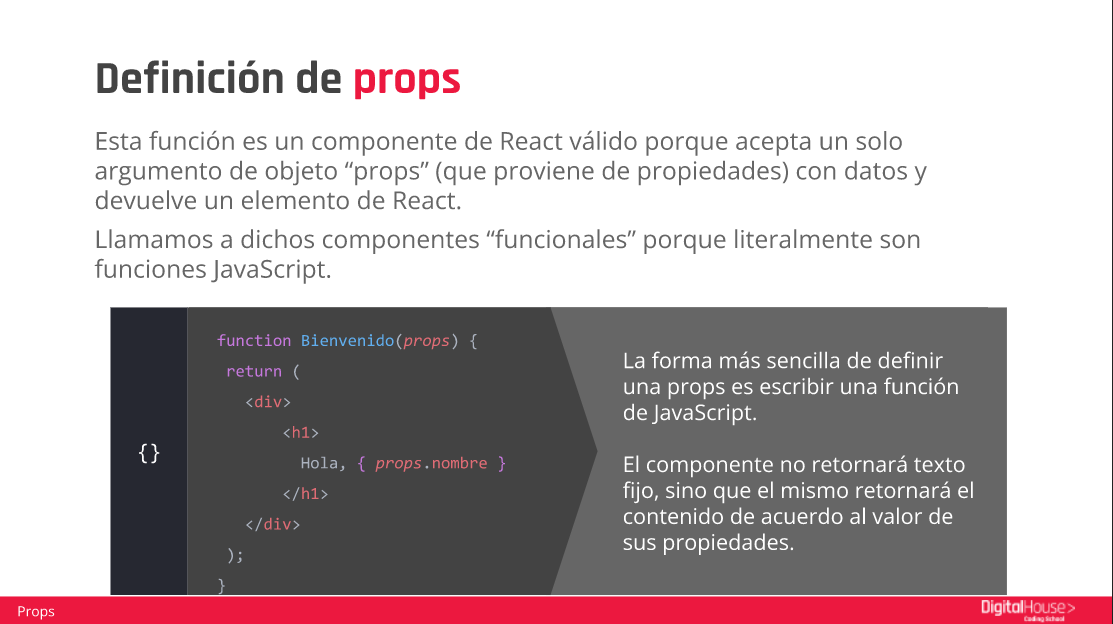 Definición de props
Esta función es un componente de React válido porque acepta un solo
argumento de objeto “props” (que proviene de propiedades) con datos y
devuelve un elemento de React.
Llamamos a dichos componentes “funcionales” porque literalmente son
funciones JavaScript.
{}
function Bienvenido(props) {
return (
<div>
<h1>
Hola, { props.nombre }
</h1>
</div>
);
}
La forma más sencilla de definir
una props es escribir una función
de JavaScript.
El componente no retornará texto
fijo, sino que el mismo retornará el
contenido de acuerdo al valor de
sus propiedades.
Props
DigitalHouse>
Coding School